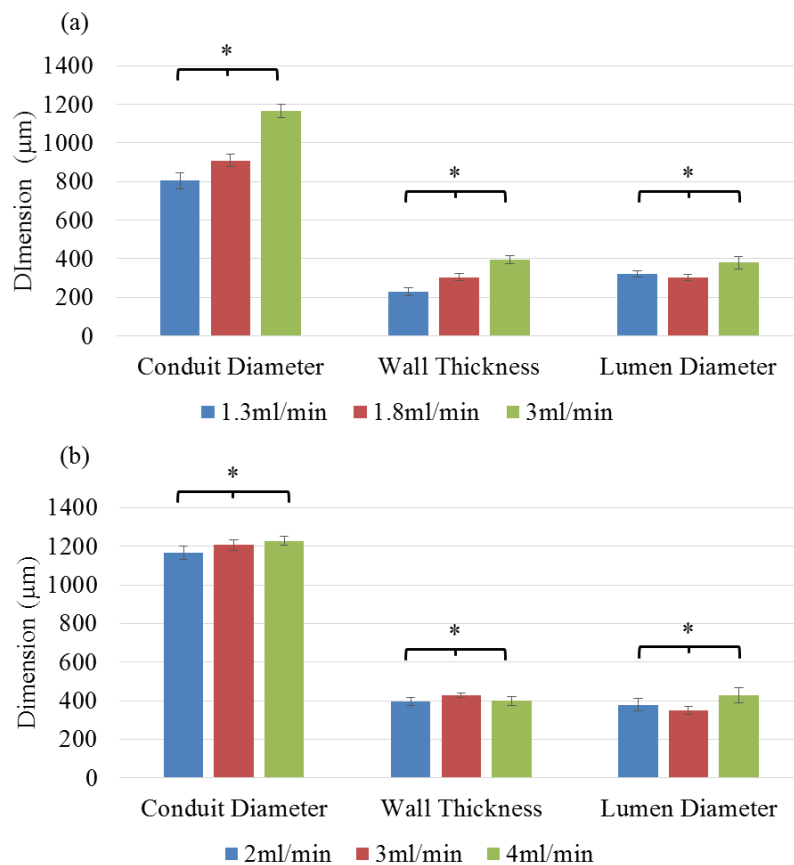 (a)
*
1400
1200
1000
800
600
400
200
0
DImension (μm)
*
*
Conduit Diameter Wall Thickness Lumen Diameter
1.3ml/min 1.8ml/min 3ml/min
(b)
*
1400
1200
1000
800
600
400
200
0
Dimension (μm)
*
*
Conduit Diameter Wall Thickness Lumen Diameter
2ml/min 3ml/min 4ml/min